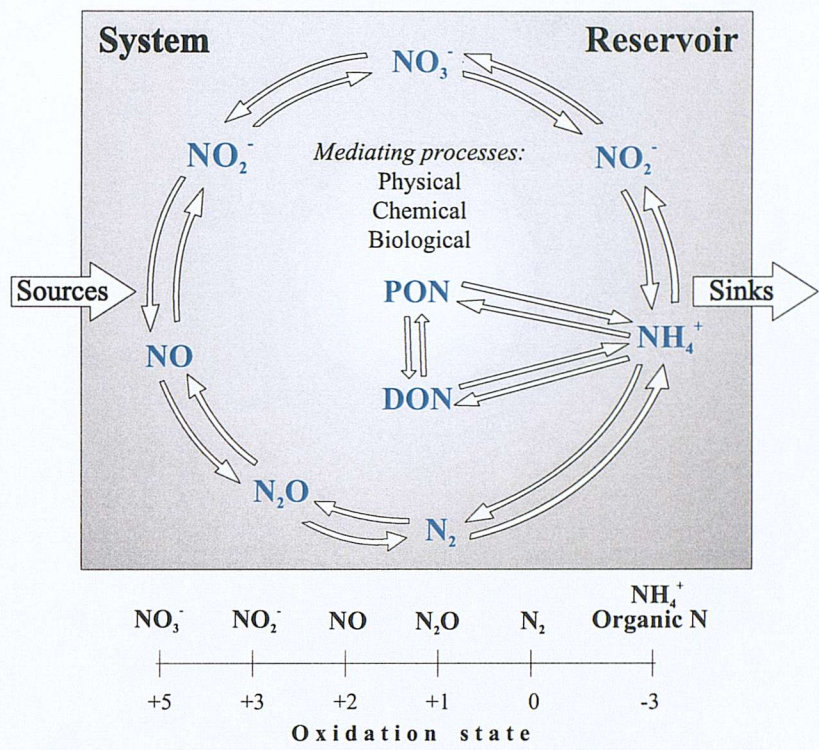 System
Reservoir
NO₃⁻
NO₂⁻
NO₂⁻
Mediating processes:
Physical
Chemical
Biological
Sources
PON
Sinks
NO
NH₄⁺
DON
N₂O
N₂
NO₃⁻ NO₂⁻ NO N₂O N₂ NH₄⁺
Organic N
+5 +3 +2 +1 0 -3
Oxidation state